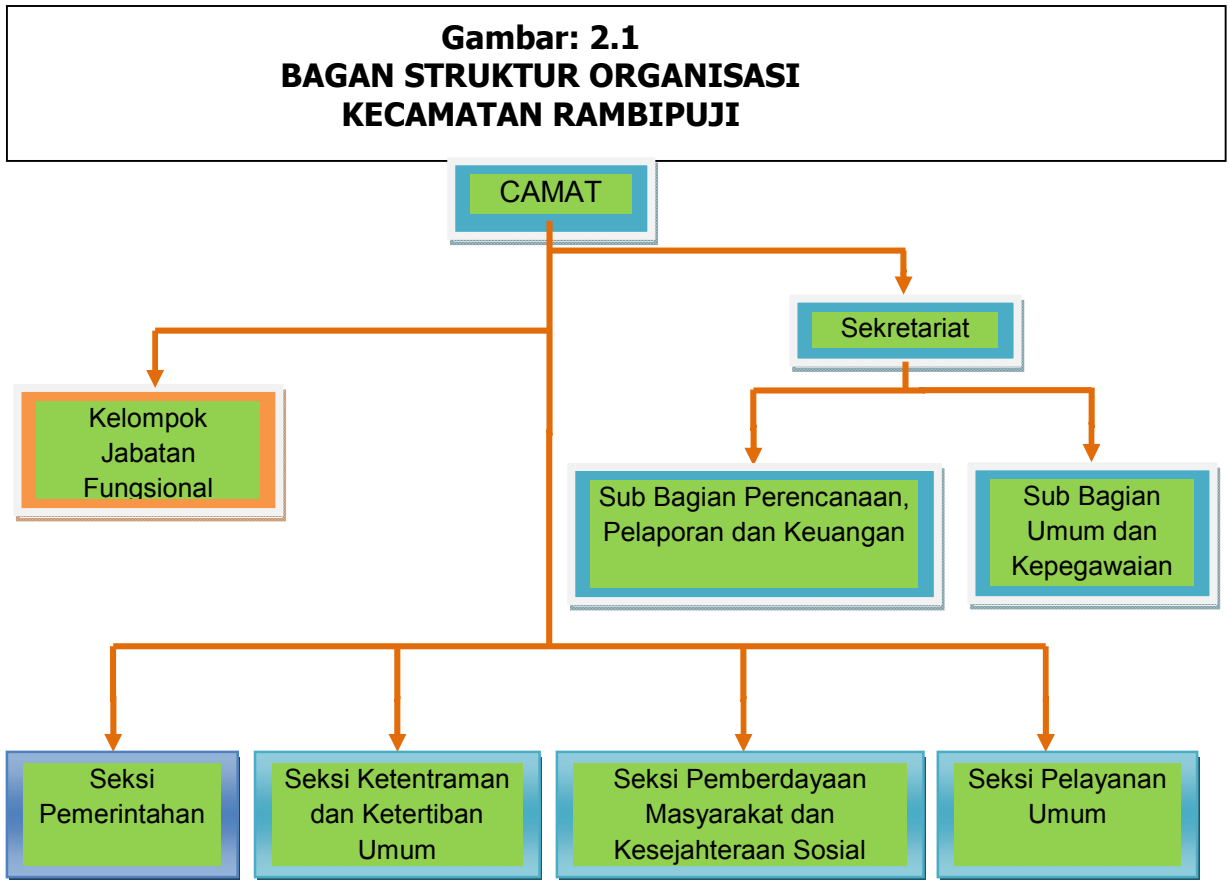 Gambar: 2.1
BAGAN STRUKTUR ORGANISASI
KECAMATAN RAMBIPUJI
CAMAT
Sekretariat
Kelompok
Jabatan
Fungsional
Sub Bagian Perencanaan,
Pelaporan dan Keuangan
Sub Bagian
Umum dan
Kepegawaian
Seksi
Pemerintahan
Seksi Ketentraman
dan Ketertiban
Umum
Seksi Pemberdayaan
Masyarakat dan
Kesejahteraan Sosial
Seksi Pelayanan
Umum